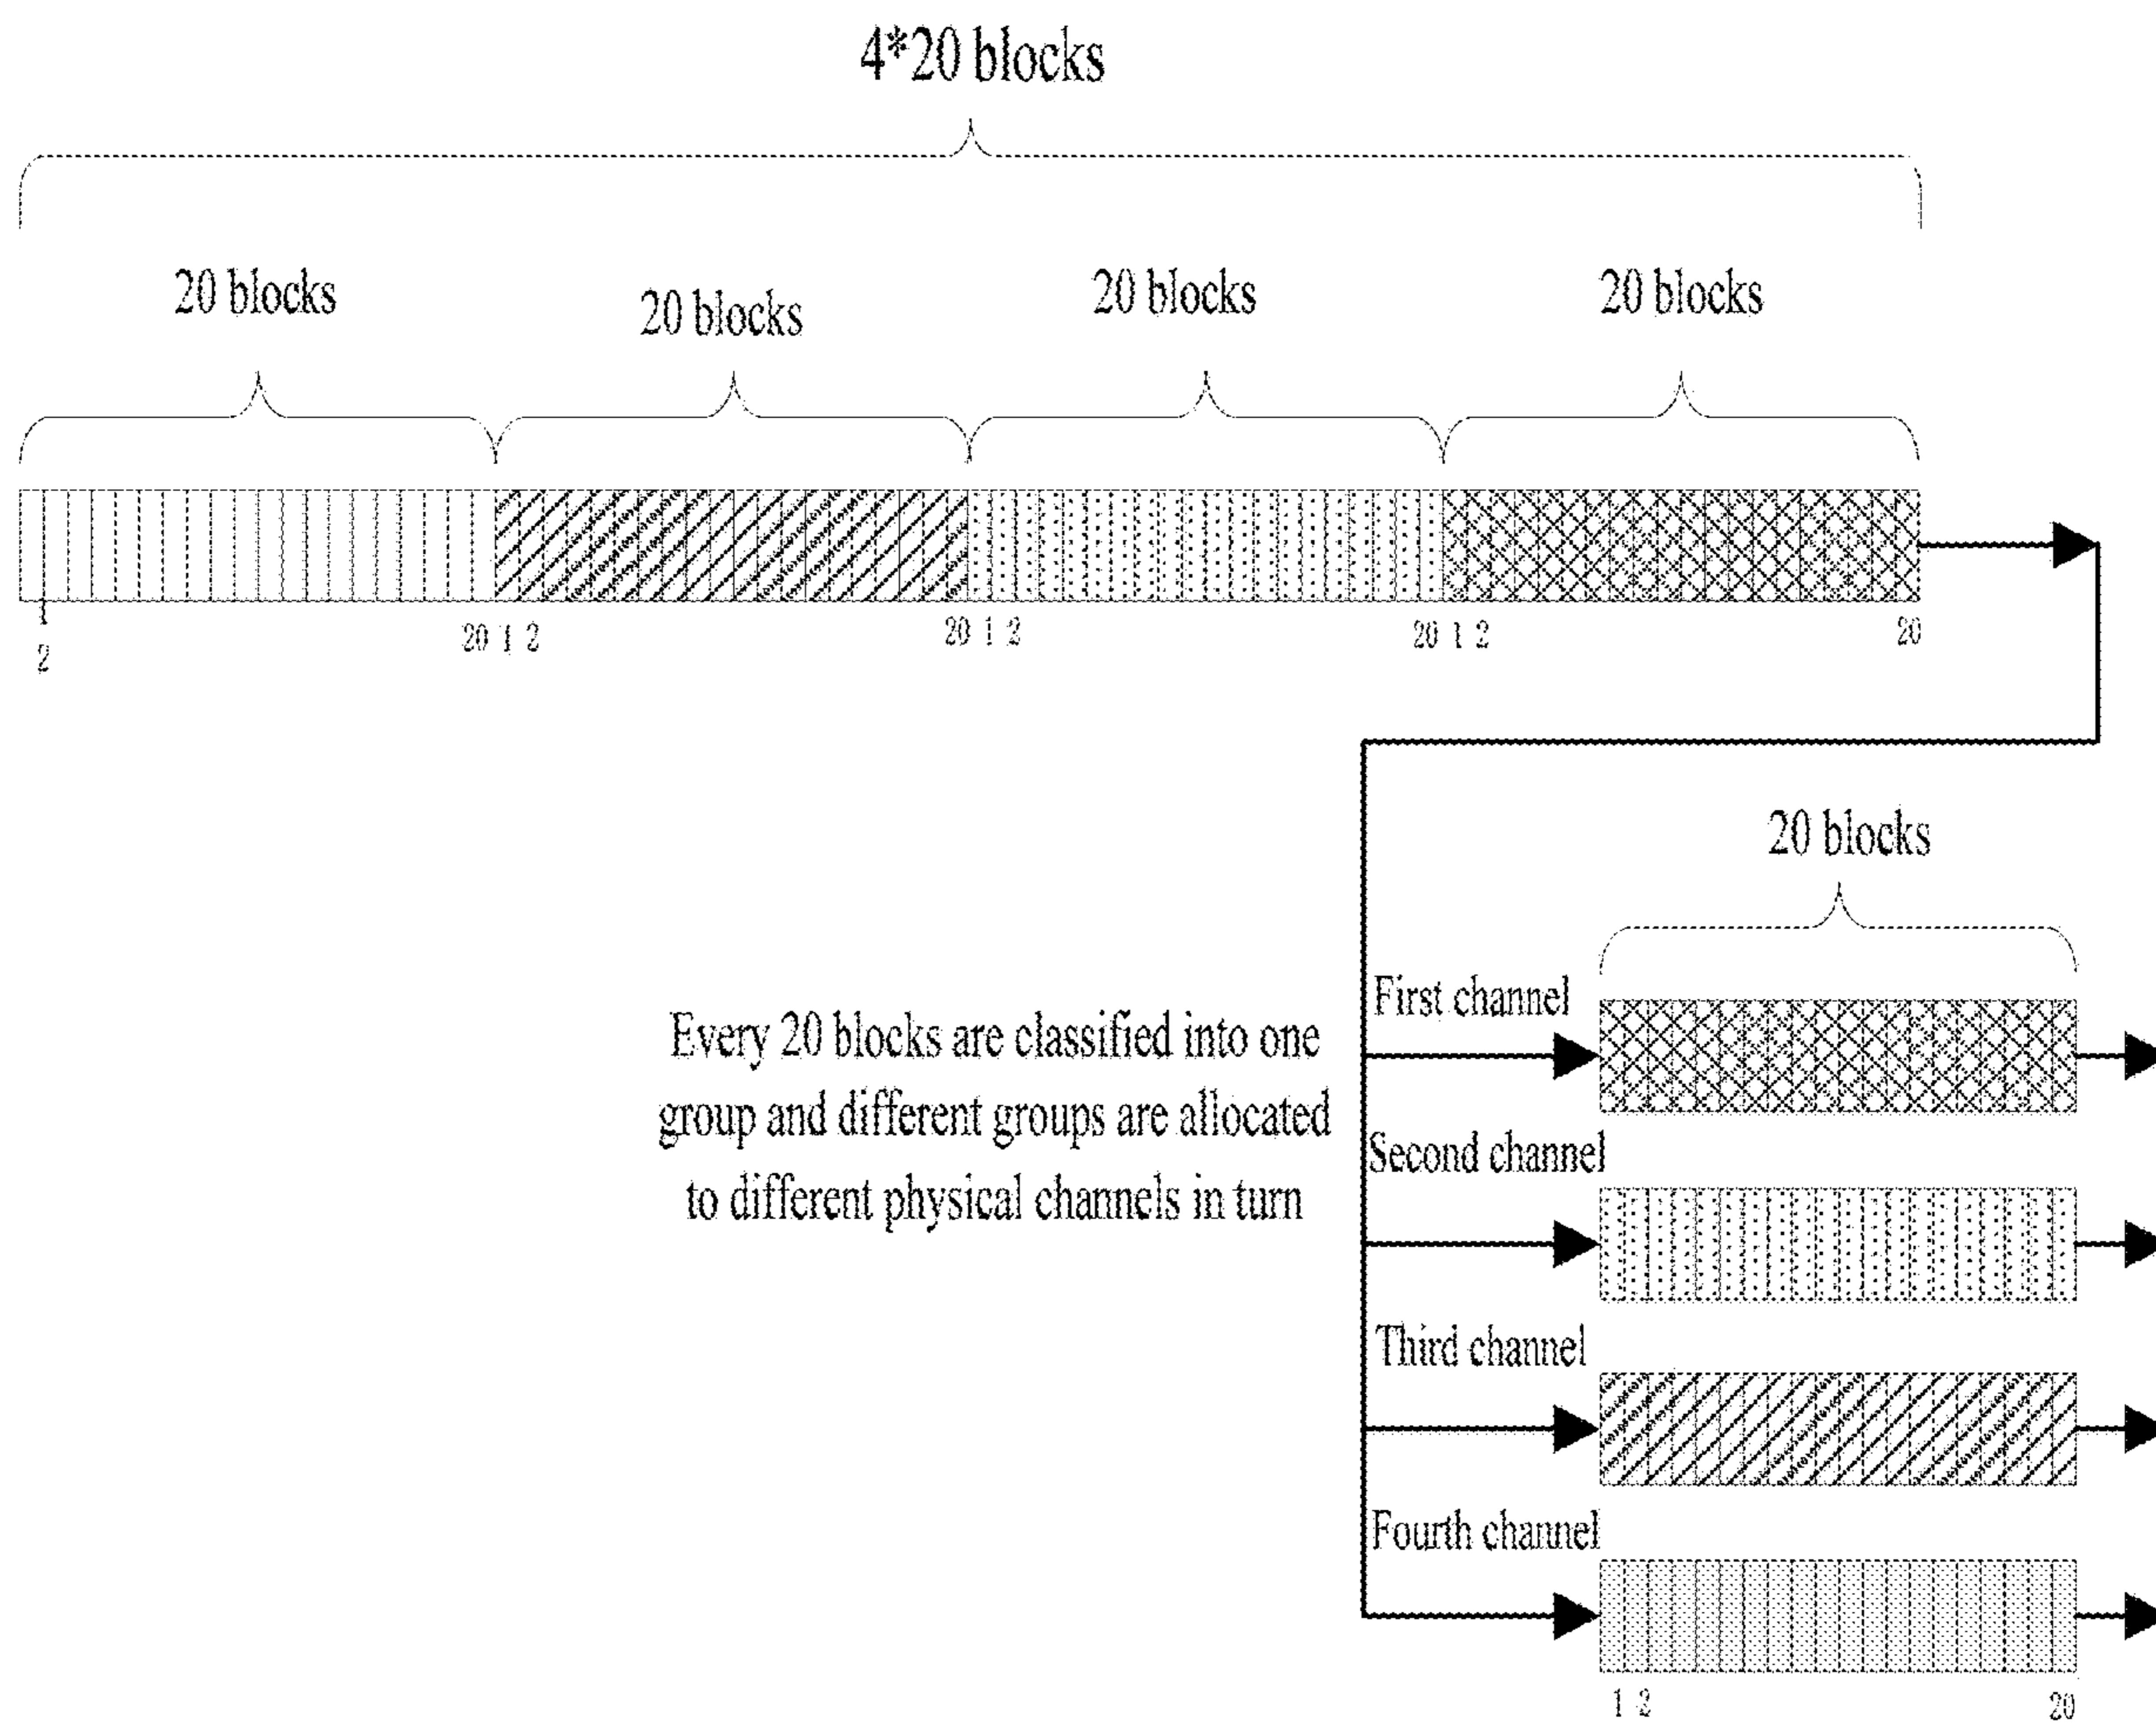 4*20 blocks
20 blocks
20 blocks
20 blocks
20 blocks
2
20 1 2
20 1 2
20 1 2
20
20 blocks
First channel
Every 20 blocks are classified into one
group and different groups are allocated
to different physical channels in turn
Second channel
Third channel
Fourth channel
1 2
20